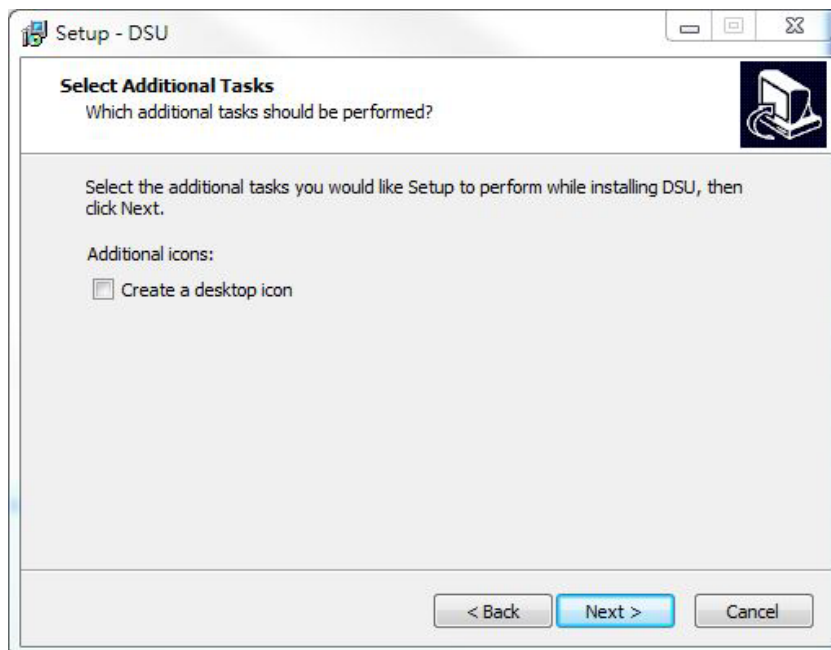 Setup - DSU
Select Additional Tasks
Which additional tasks should be performed?
Select the additional tasks you would like Setup to perform while installing DSU, then
click Next.
Additional icons:
Create a desktop icon
< Back Next > Cancel